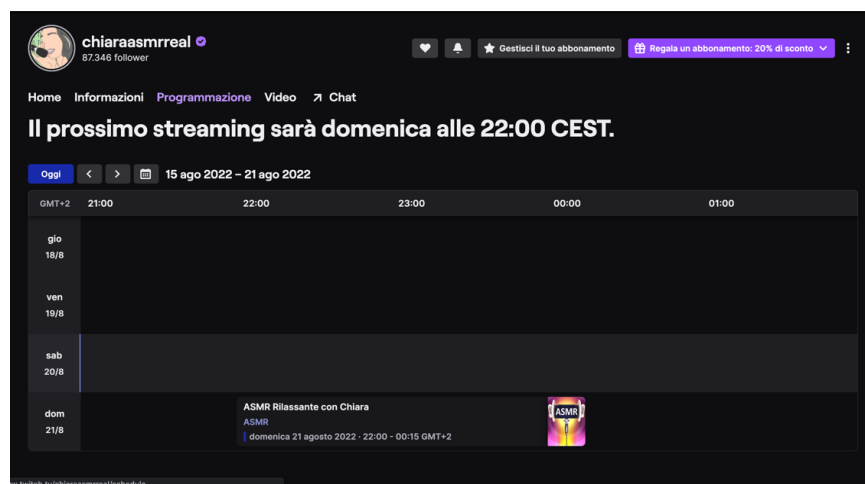 chiaraasmrreal
87.346 follower
Gestisci il tuo abbonamento
Regala un abbonamento: 20% di sconto
Home Informazioni Programmazione Video Chat
Il prossimo streaming sarà domenica alle 22:00 CEST.
Oggi
15 ago 2022 – 21 ago 2022
GMT+2 21:00 22:00 23:00 00:00 01:00
gio
18/8
ven
19/8
sab
20/8
dom
21/8
ASMR Rilassante con Chiara
ASMR
domenica 21 agosto 2022 · 22:00 - 00:15 GMT+2
ASMR